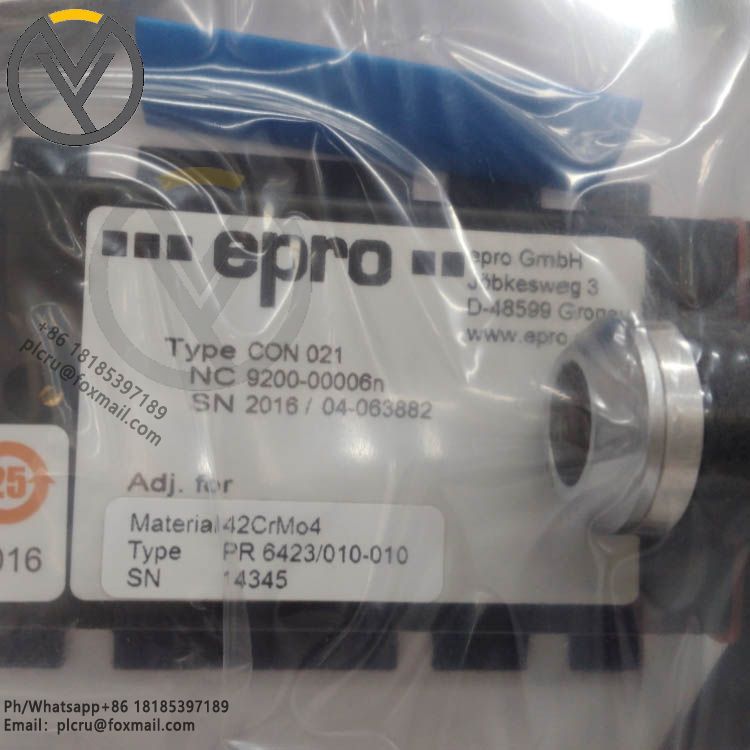 epro
epro GmbH
Jöbkesweg 3
D-48599 Gronau
www.epro
Type CON 021
NC 9200-00006n
SN 2016 / 04-063882
+86 18185397189
plcru@foxmail.com
Adj. for
Material 42CrMo4
Type PR 6423/010-010
SN 14345
25
016
Ph/Whatsapp+86 18185397189
Email: plcru@foxmail.com